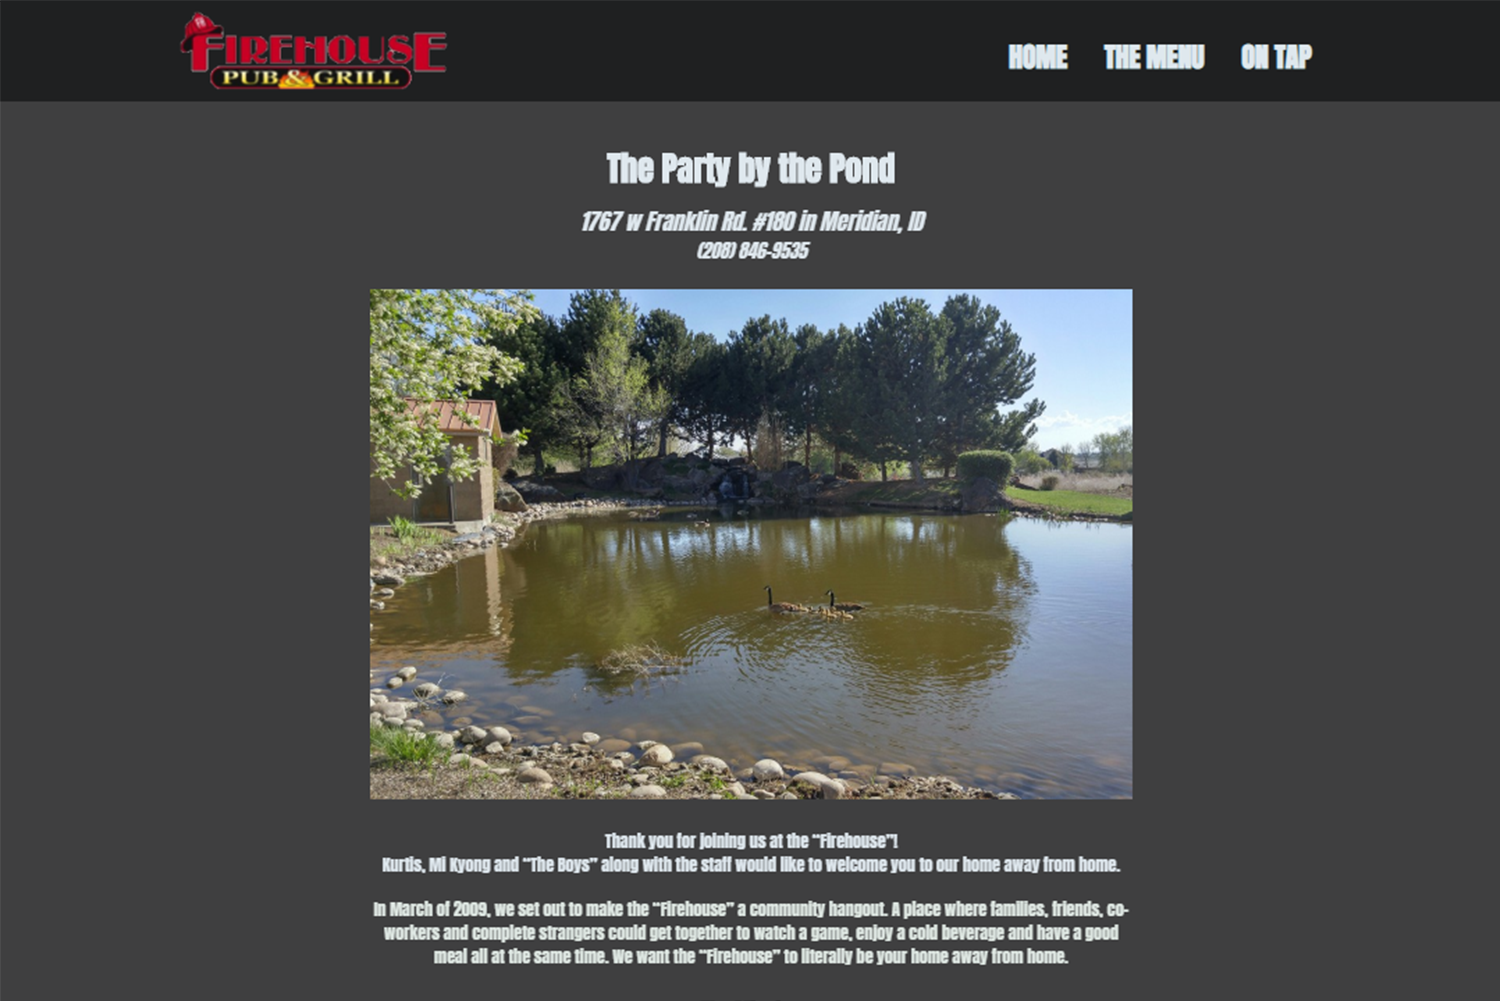 FIREHOUSE
PUB & GRILL
HOME THE MENU ON TAP
The Party by the Pond
1767 w Franklin Rd. #180 in Meridian, ID
(208) 846-9535
Thank you for joining us at the “Firehouse”!
Kurtis, Mi Kyong and “The Boys” along with the staff would like to welcome you to our home away from home.
In March of 2009, we set out to make the “Firehouse” a community hangout. A place where families, friends, co-
workers and complete strangers could get together to watch a game, enjoy a cold beverage and have a good
meal all at the same time. We want the “Firehouse” to literally be your home away from home.